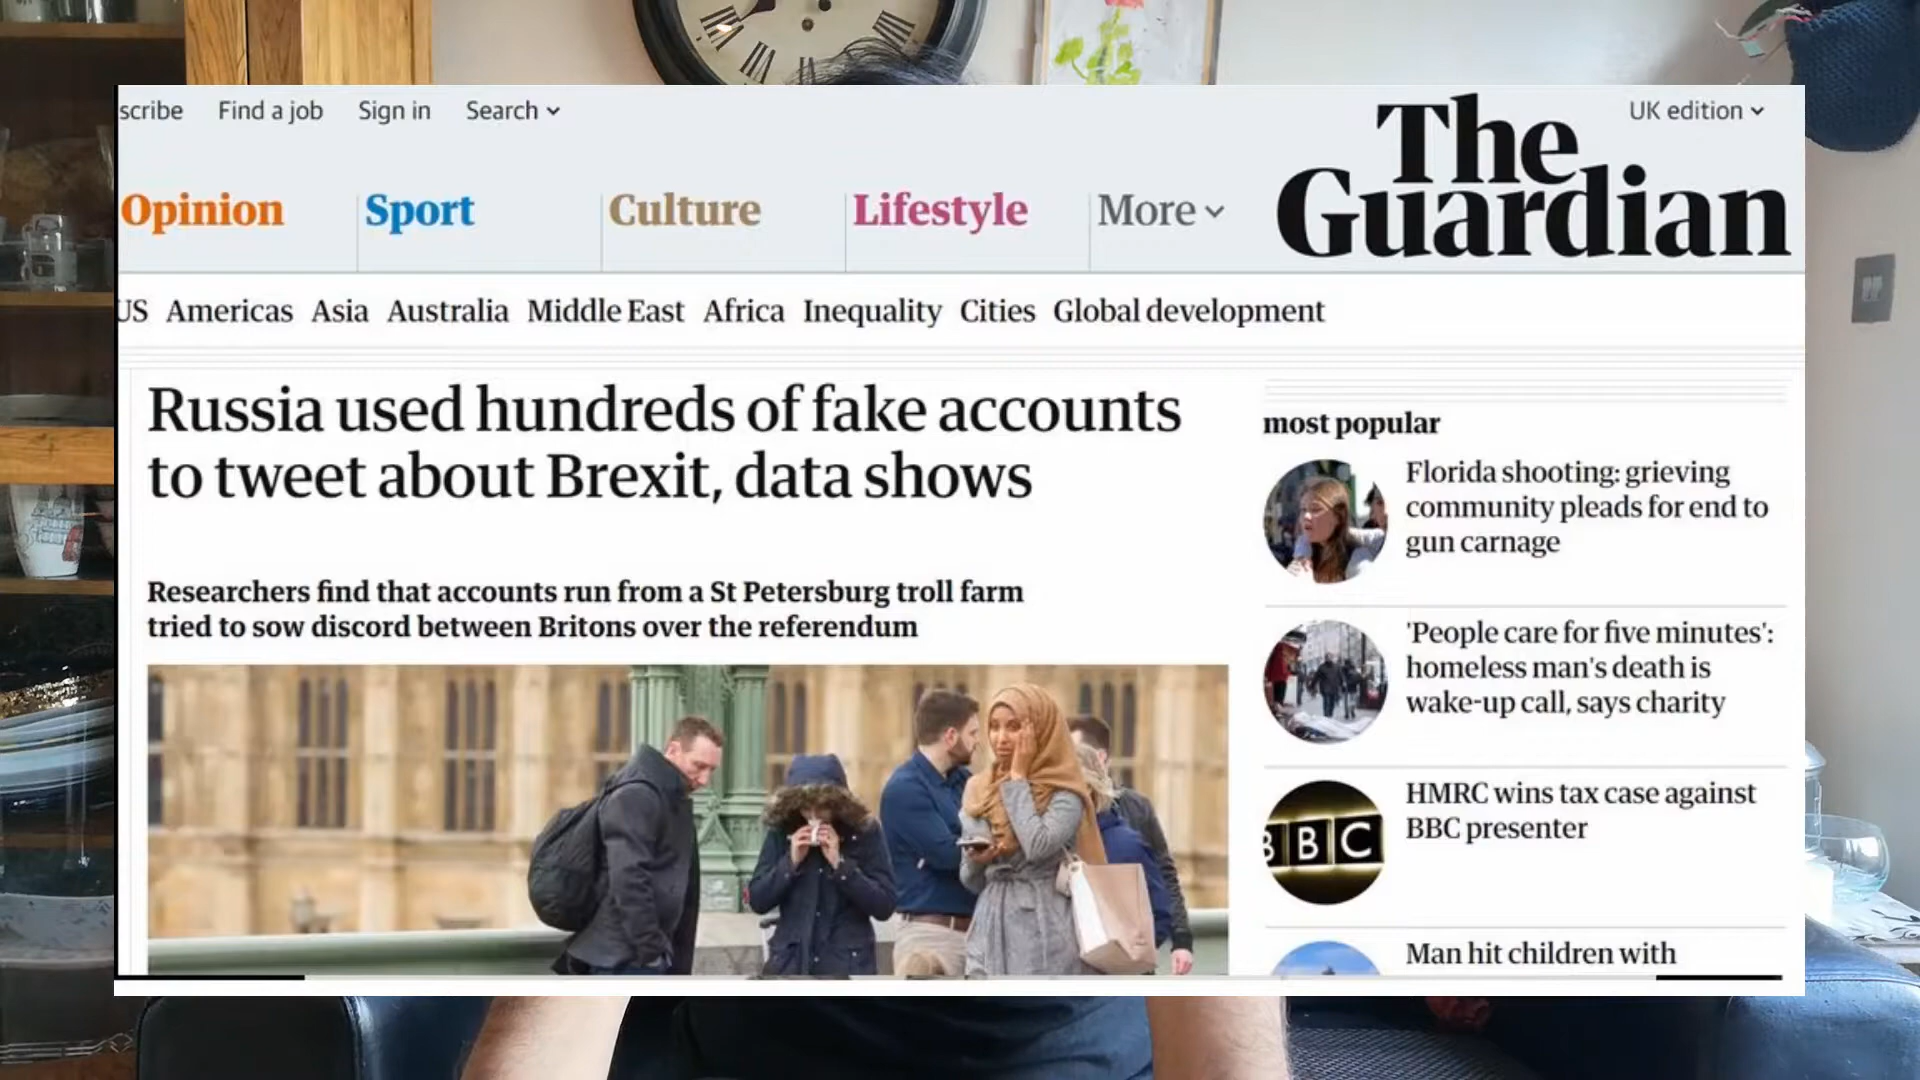 scribe Find a job Sign in Search
UK edition
The
Guardian
Opinion Sport Culture Lifestyle More
US Americas Asia Australia Middle East Africa Inequality Cities Global development
Russia used hundreds of fake accounts
to tweet about Brexit, data shows
Researchers find that accounts run from a St Petersburg troll farm
tried to sow discord between Britons over the referendum
most popular
Florida shooting: grieving
community pleads for end to
gun carnage
'People care for five minutes':
homeless man's death is
wake-up call, says charity
BBC
HMRC wins tax case against
BBC presenter
Man hit children with